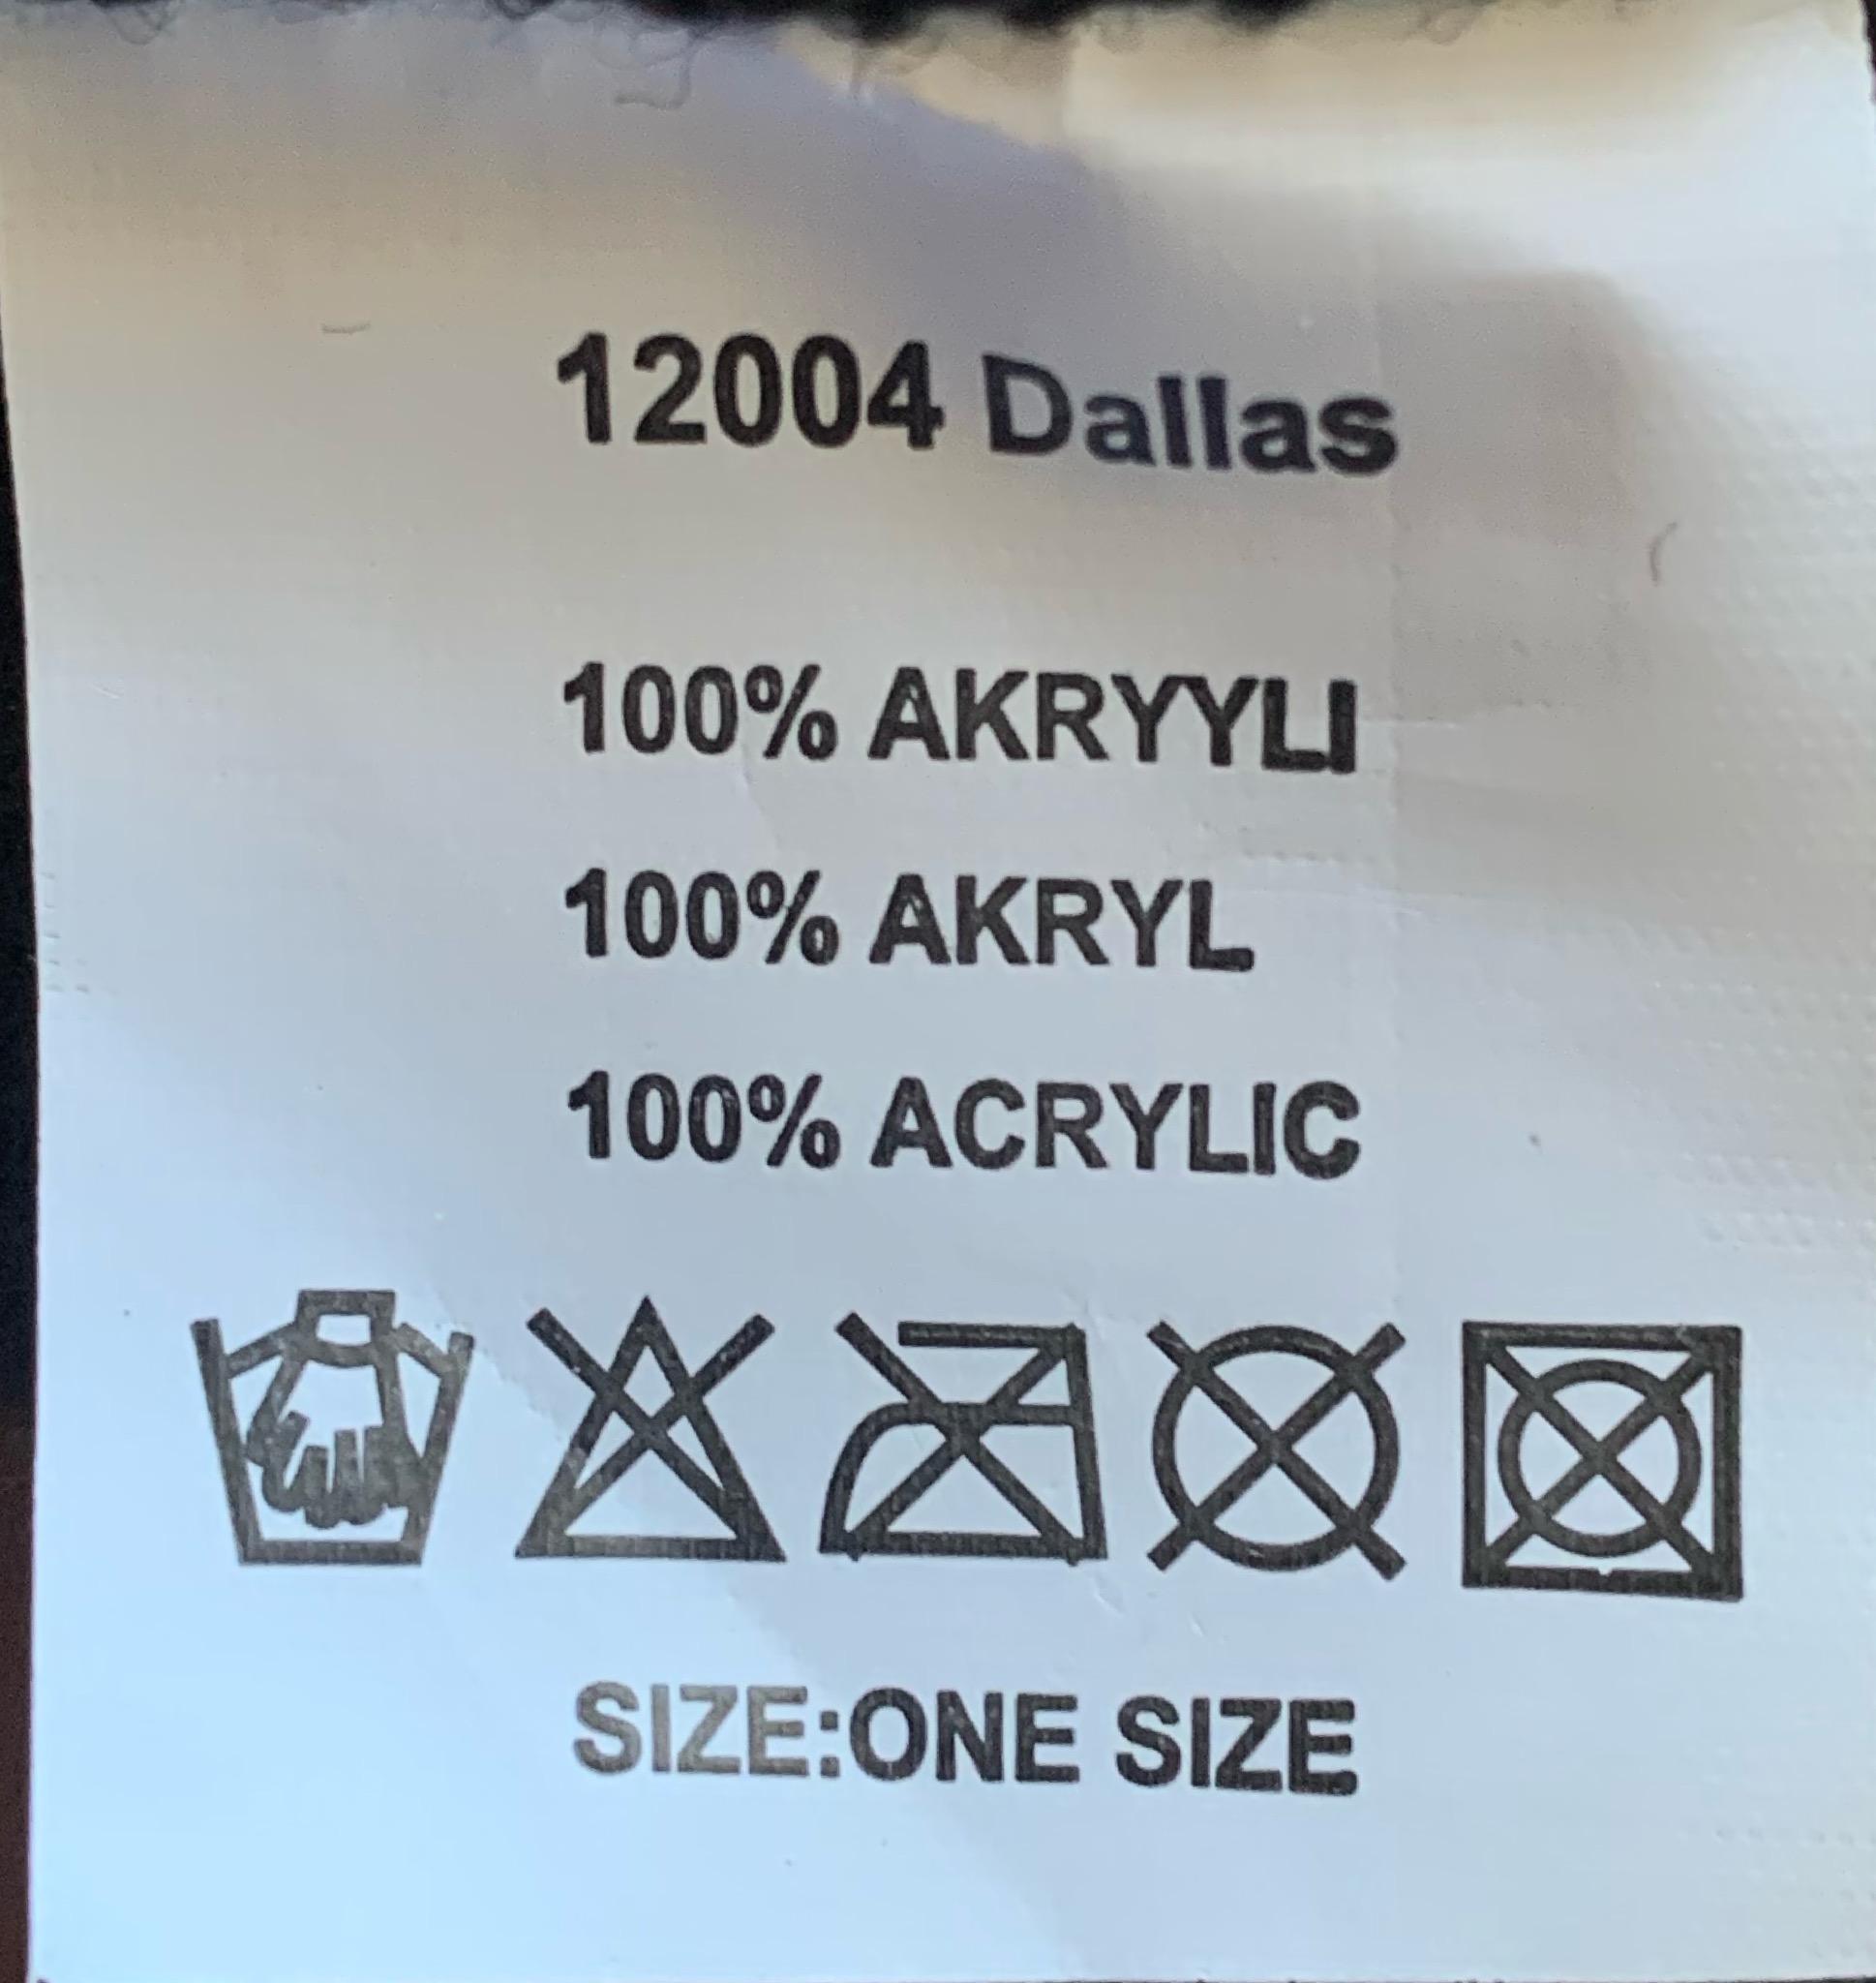 12004 Dallas
100% AKRYYLI
100% AKRYL
100% ACRYLIC
SIZE:ONE SIZE